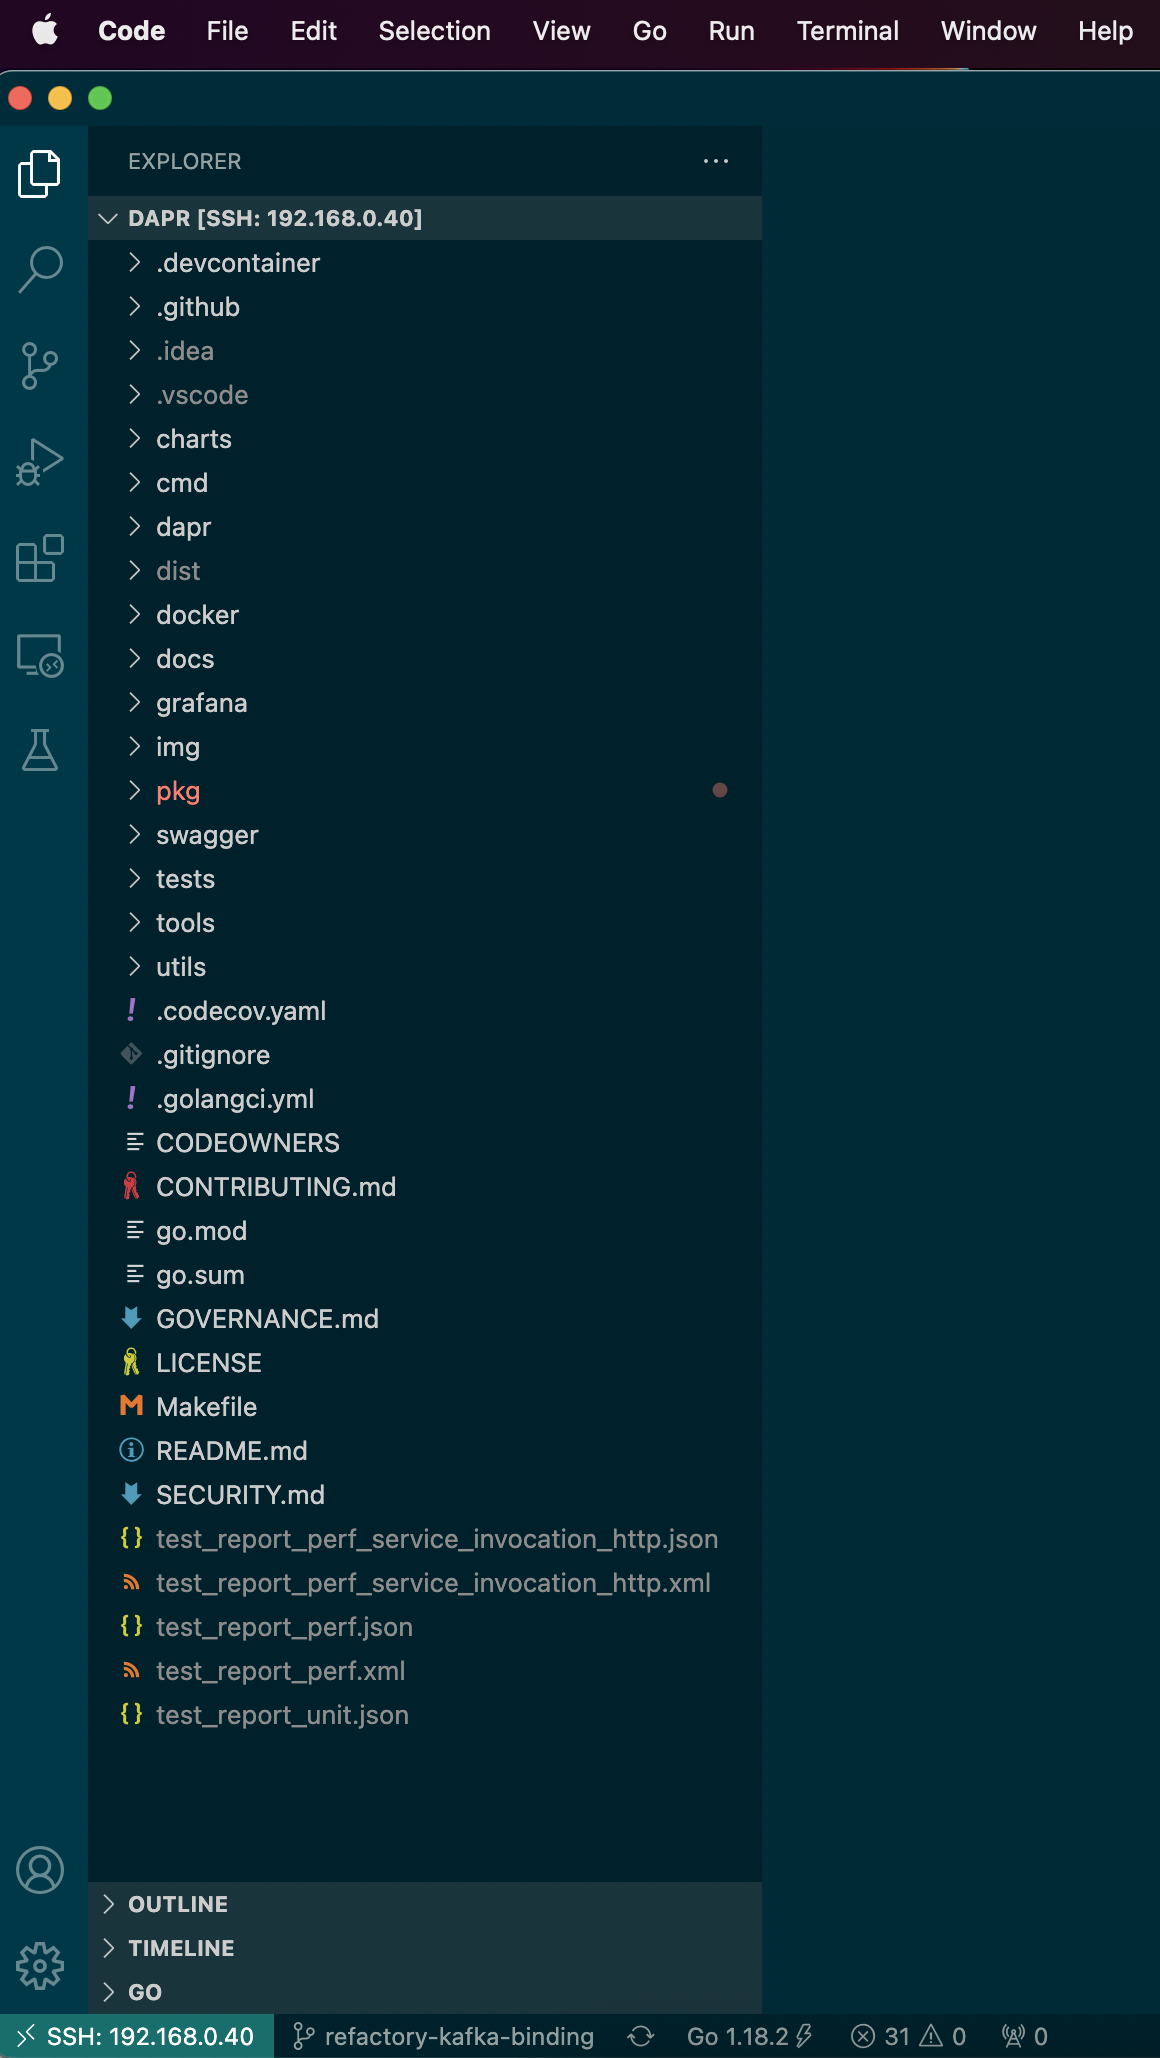 Code File Edit Selection View Go Run Terminal Window Help
EXPLORER
DAPR [SSH: 192.168.0.40]
.devcontainer
.github
.idea
.vscode
charts
cmd
dapr
dist
docker
docs
grafana
img
pkg
swagger
tests
tools
utils
.codecov.yaml
.gitignore
.golangci.yml
CODEOWNERS
CONTRIBUTING.md
go.mod
go.sum
GOVERNANCE.md
LICENSE
Makefile
README.md
SECURITY.md
test_report_perf_service_invocation_http.json
test_report_perf_service_invocation_http.xml
test_report_perf.json
test_report_perf.xml
test_report_unit.json
OUTLINE
TIMELINE
GO
SSH: 192.168.0.40 refactory-kafka-binding Go 1.18.2 31 0 0